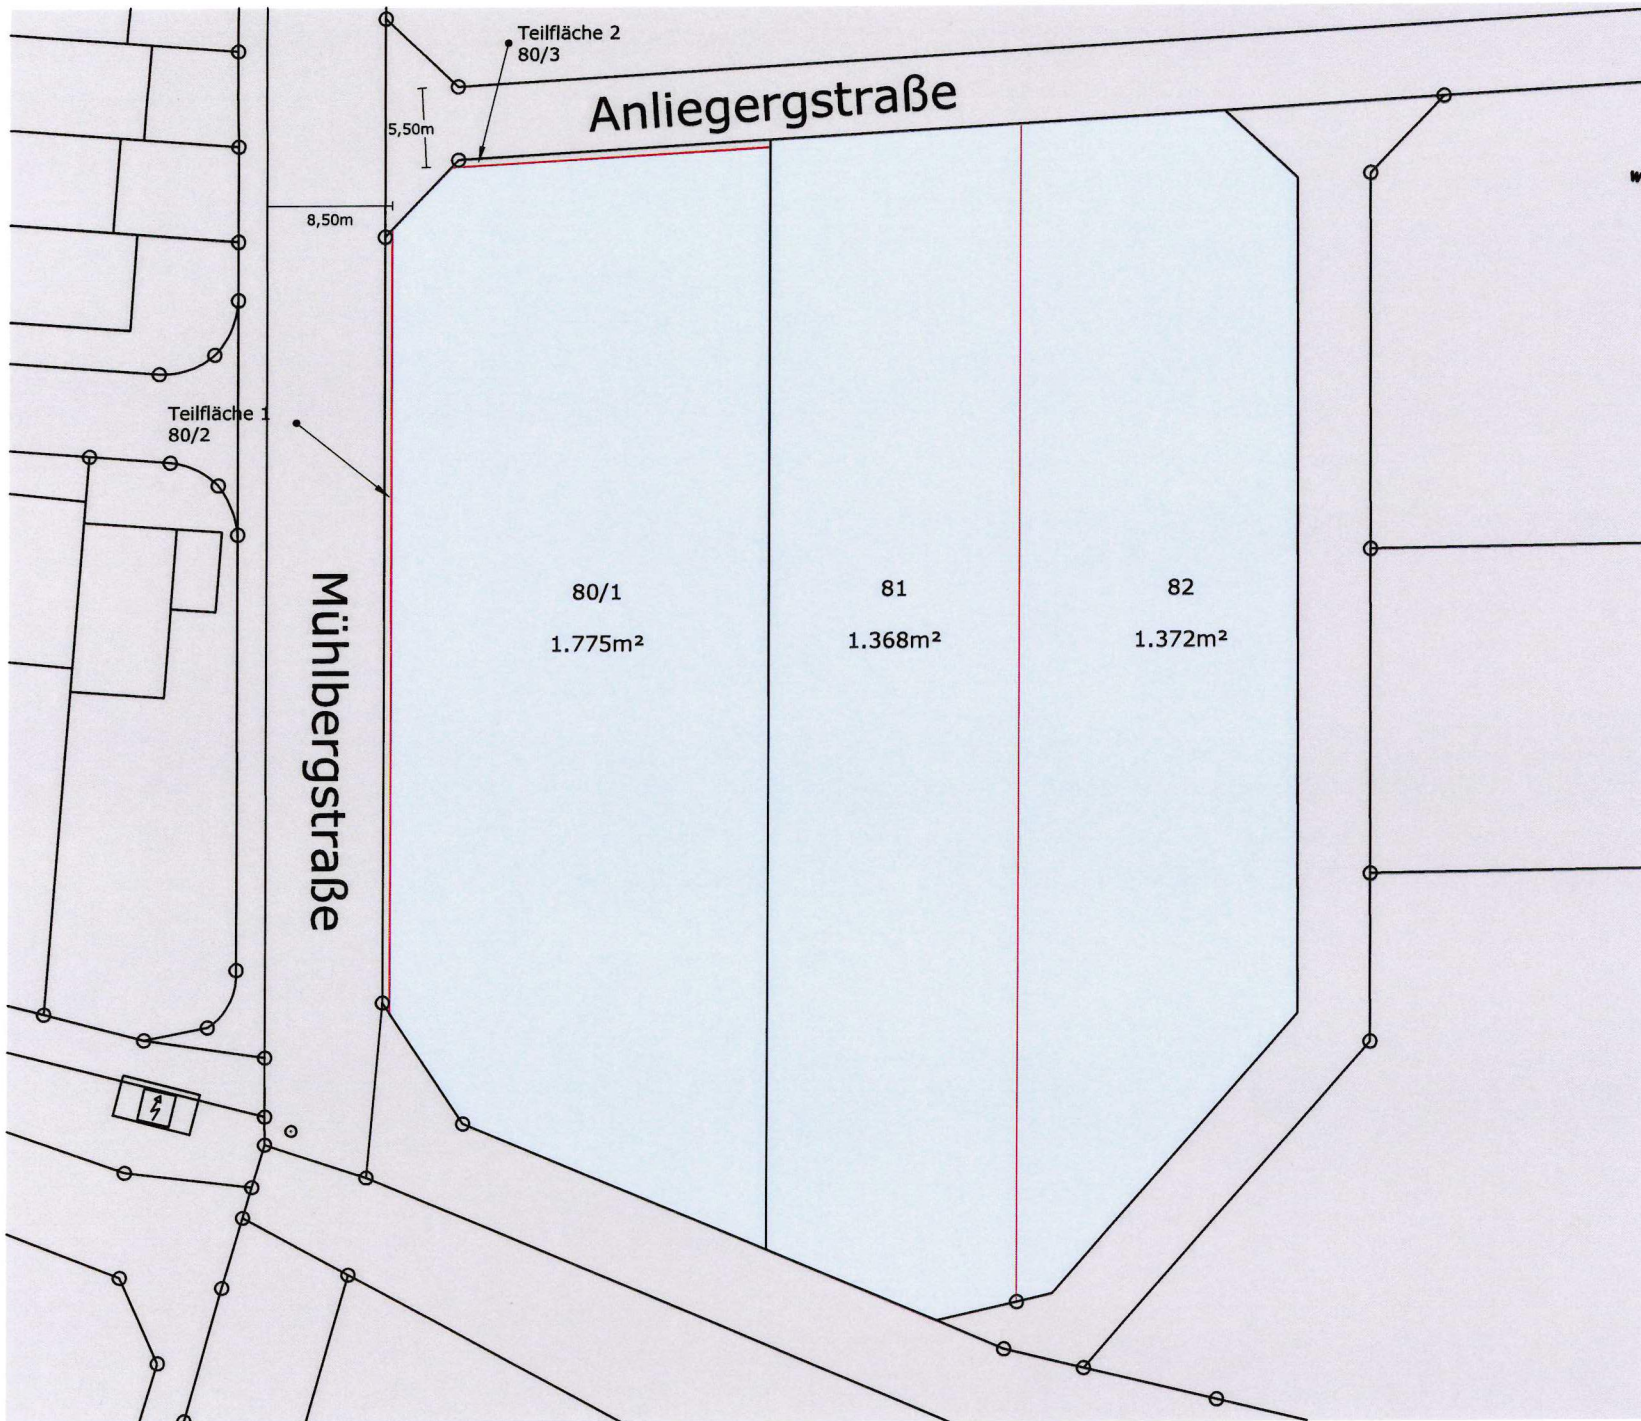 Teilfläche 2
80/3
Anliegergstraße
5,50m
8,50m
Teilfläche 1
80/2
Mühlbergstraße
80/1
1.775m²
81
1.368m²
82
1.372m²